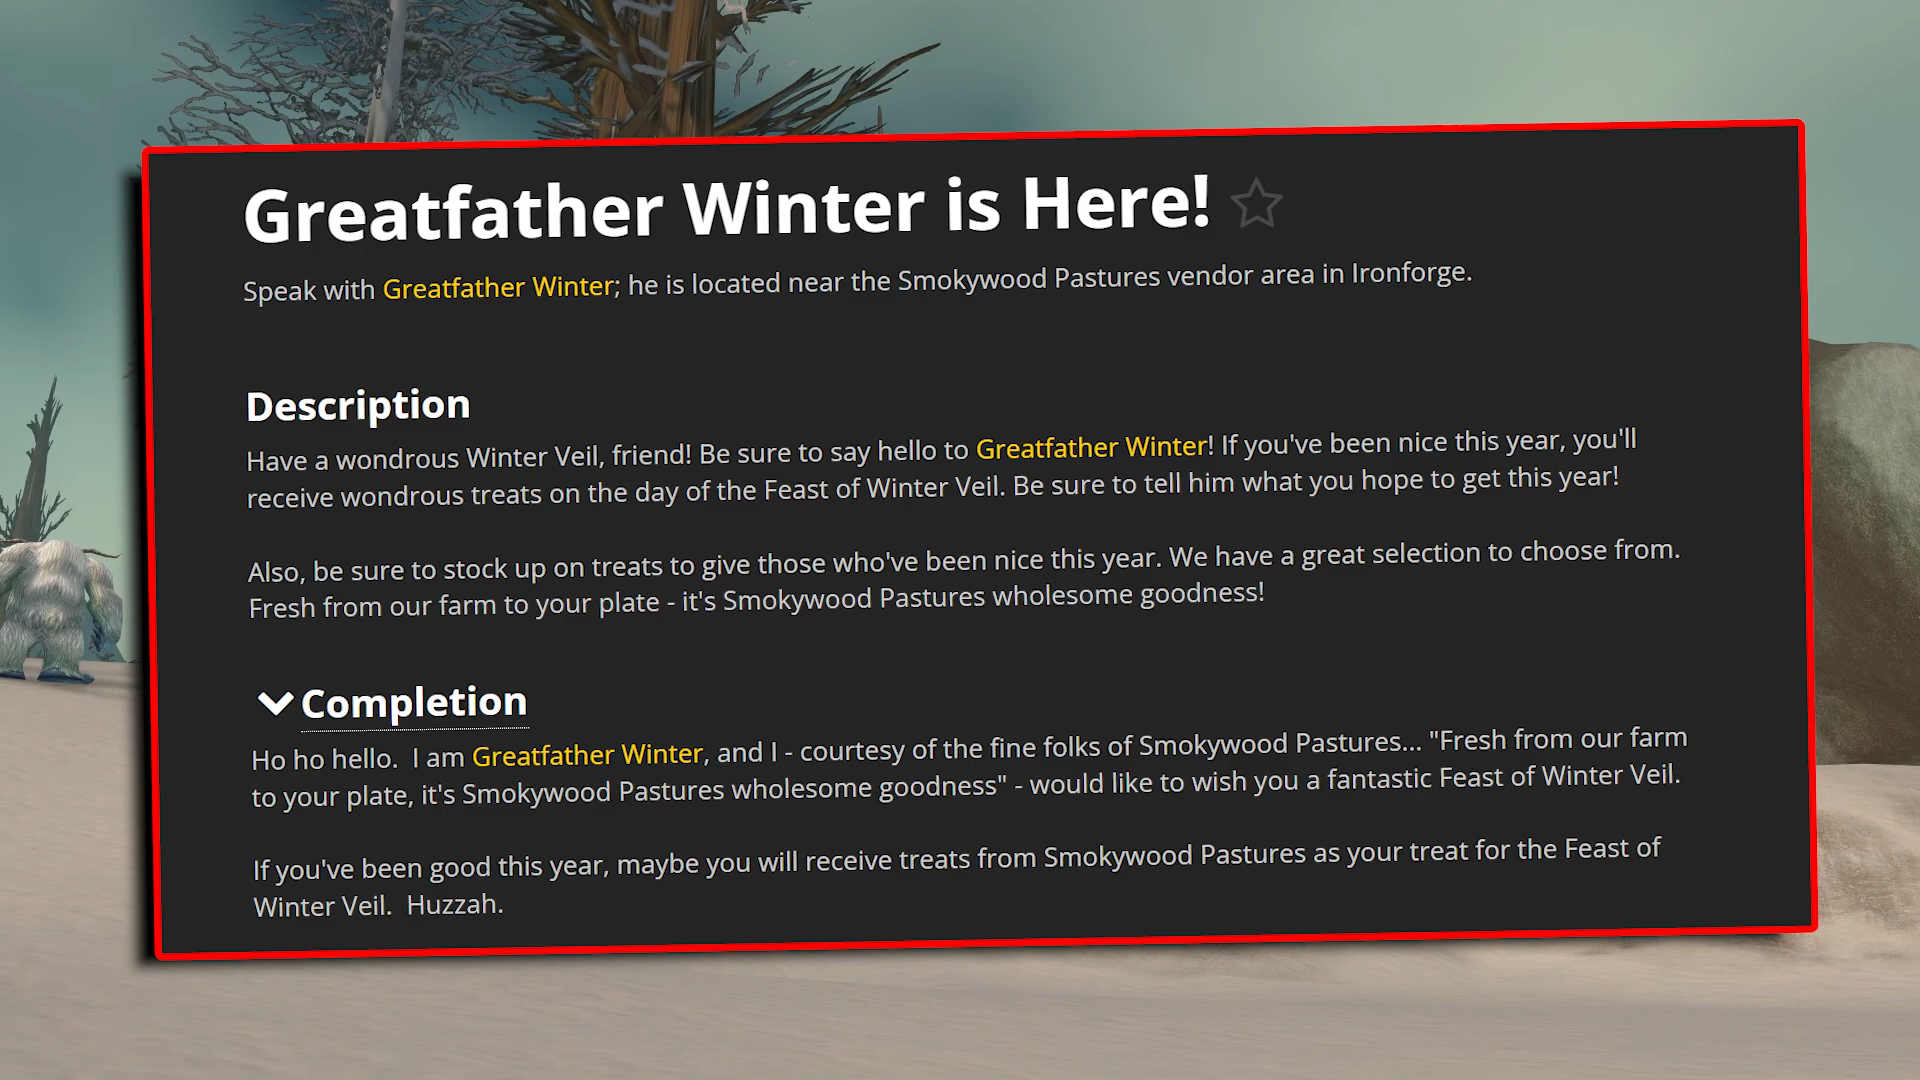 Greatfather Winter is Here!
Speak with Greatfather Winter; he is located near the Smokywood Pastures vendor area in Ironforge.
Description
Have a wondrous Winter Veil, friend! Be sure to say hello to Greatfather Winter! If you've been nice this year, you'll
receive wondrous treats on the day of the Feast of Winter Veil. Be sure to tell him what you hope to get this year!
Also, be sure to stock up on treats to give those who've been nice this year. We have a great selection to choose from.
Fresh from our farm to your plate - it's Smokywood Pastures wholesome goodness!
Completion
Ho ho hello.  I am Greatfather Winter, and I - courtesy of the fine folks of Smokywood Pastures... "Fresh from our farm
to your plate, it's Smokywood Pastures wholesome goodness" - would like to wish you a fantastic Feast of Winter Veil.
If you've been good this year, maybe you will receive treats from Smokywood Pastures as your treat for the Feast of
Winter Veil.  Huzzah.